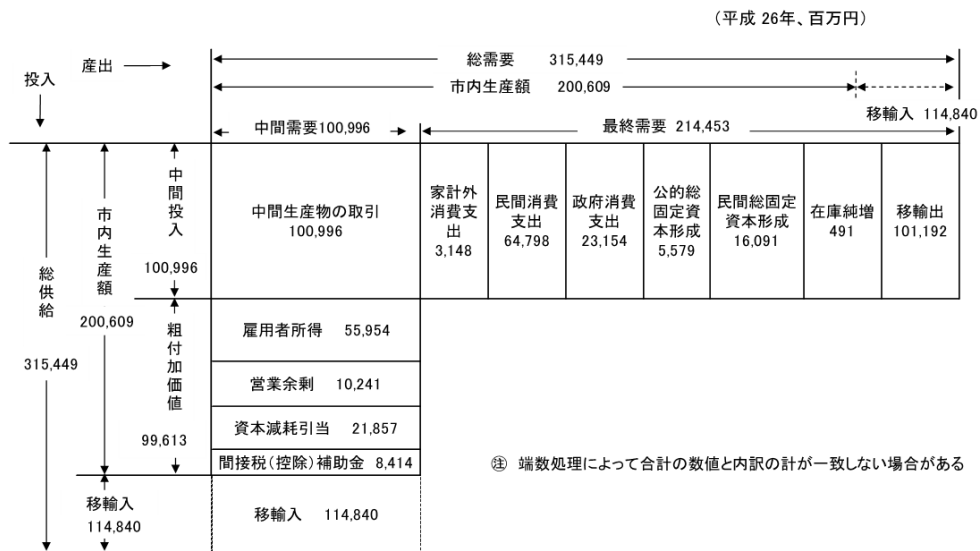 (平成 26年、百万円)
産出
投入
総需要 315,449
市内生産額 200,609
移輸入 114,840
中間需要100,996
最終需要 214,453
総供給
315,449
市内生産額
200,609
中間投入
100,996
中間生産物の取引
100,996
家計外
消費支
出
3,148
民間消費
支出
64,798
政府消費
支出
23,154
公的総
固定資
本形成
5,579
民間総固定
資本形成
16,091
在庫純増
491
移輸出
101,192
粗付加価値
99,613
雇用者所得 55,954
営業余剰 10,241
資本減耗引当 21,857
間接税(控除)補助金 8,414
移輸入
114,840
移輸入 114,840
㊟ 端数処理によって合計の数値と内訳の計が一致しない場合がある